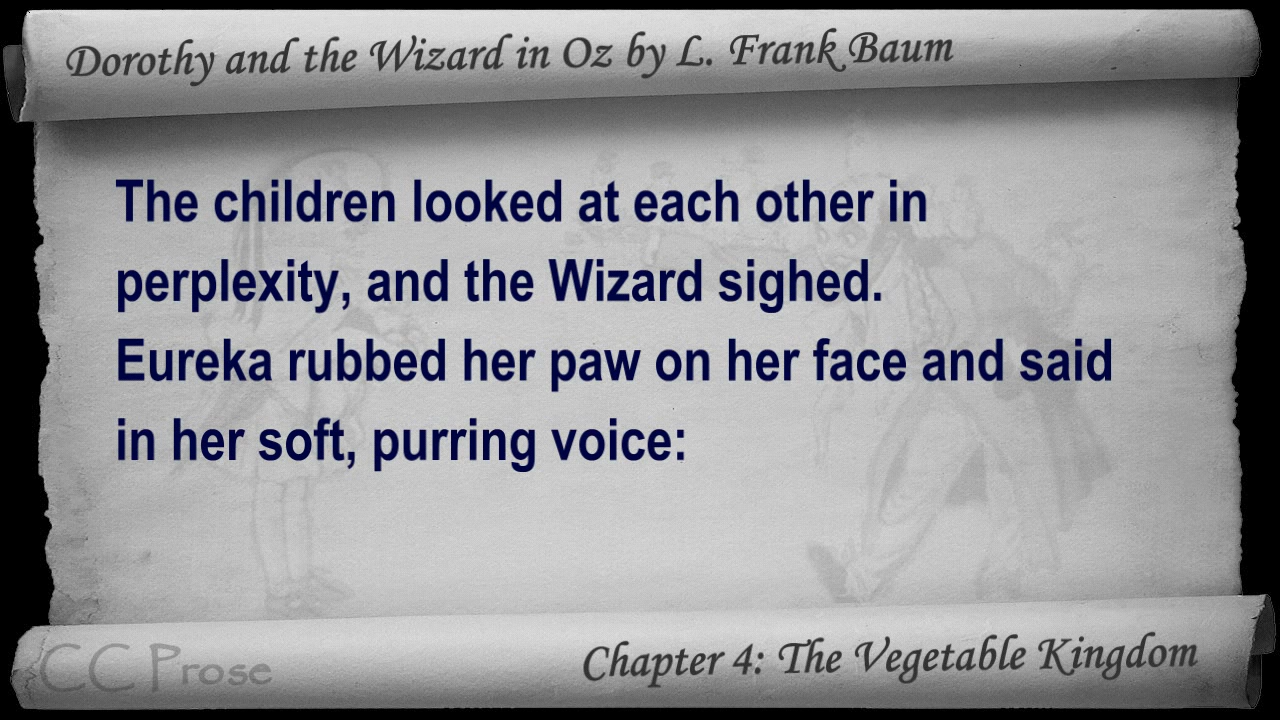 Dorothy and the Wizard in Oz by L. Frank Baum
The children looked at each other in
perplexity, and the Wizard sighed.
Eureka rubbed her paw on her face and said
in her soft, purring voice:
CC Prose
Chapter 4: The Vegetable Kingdom